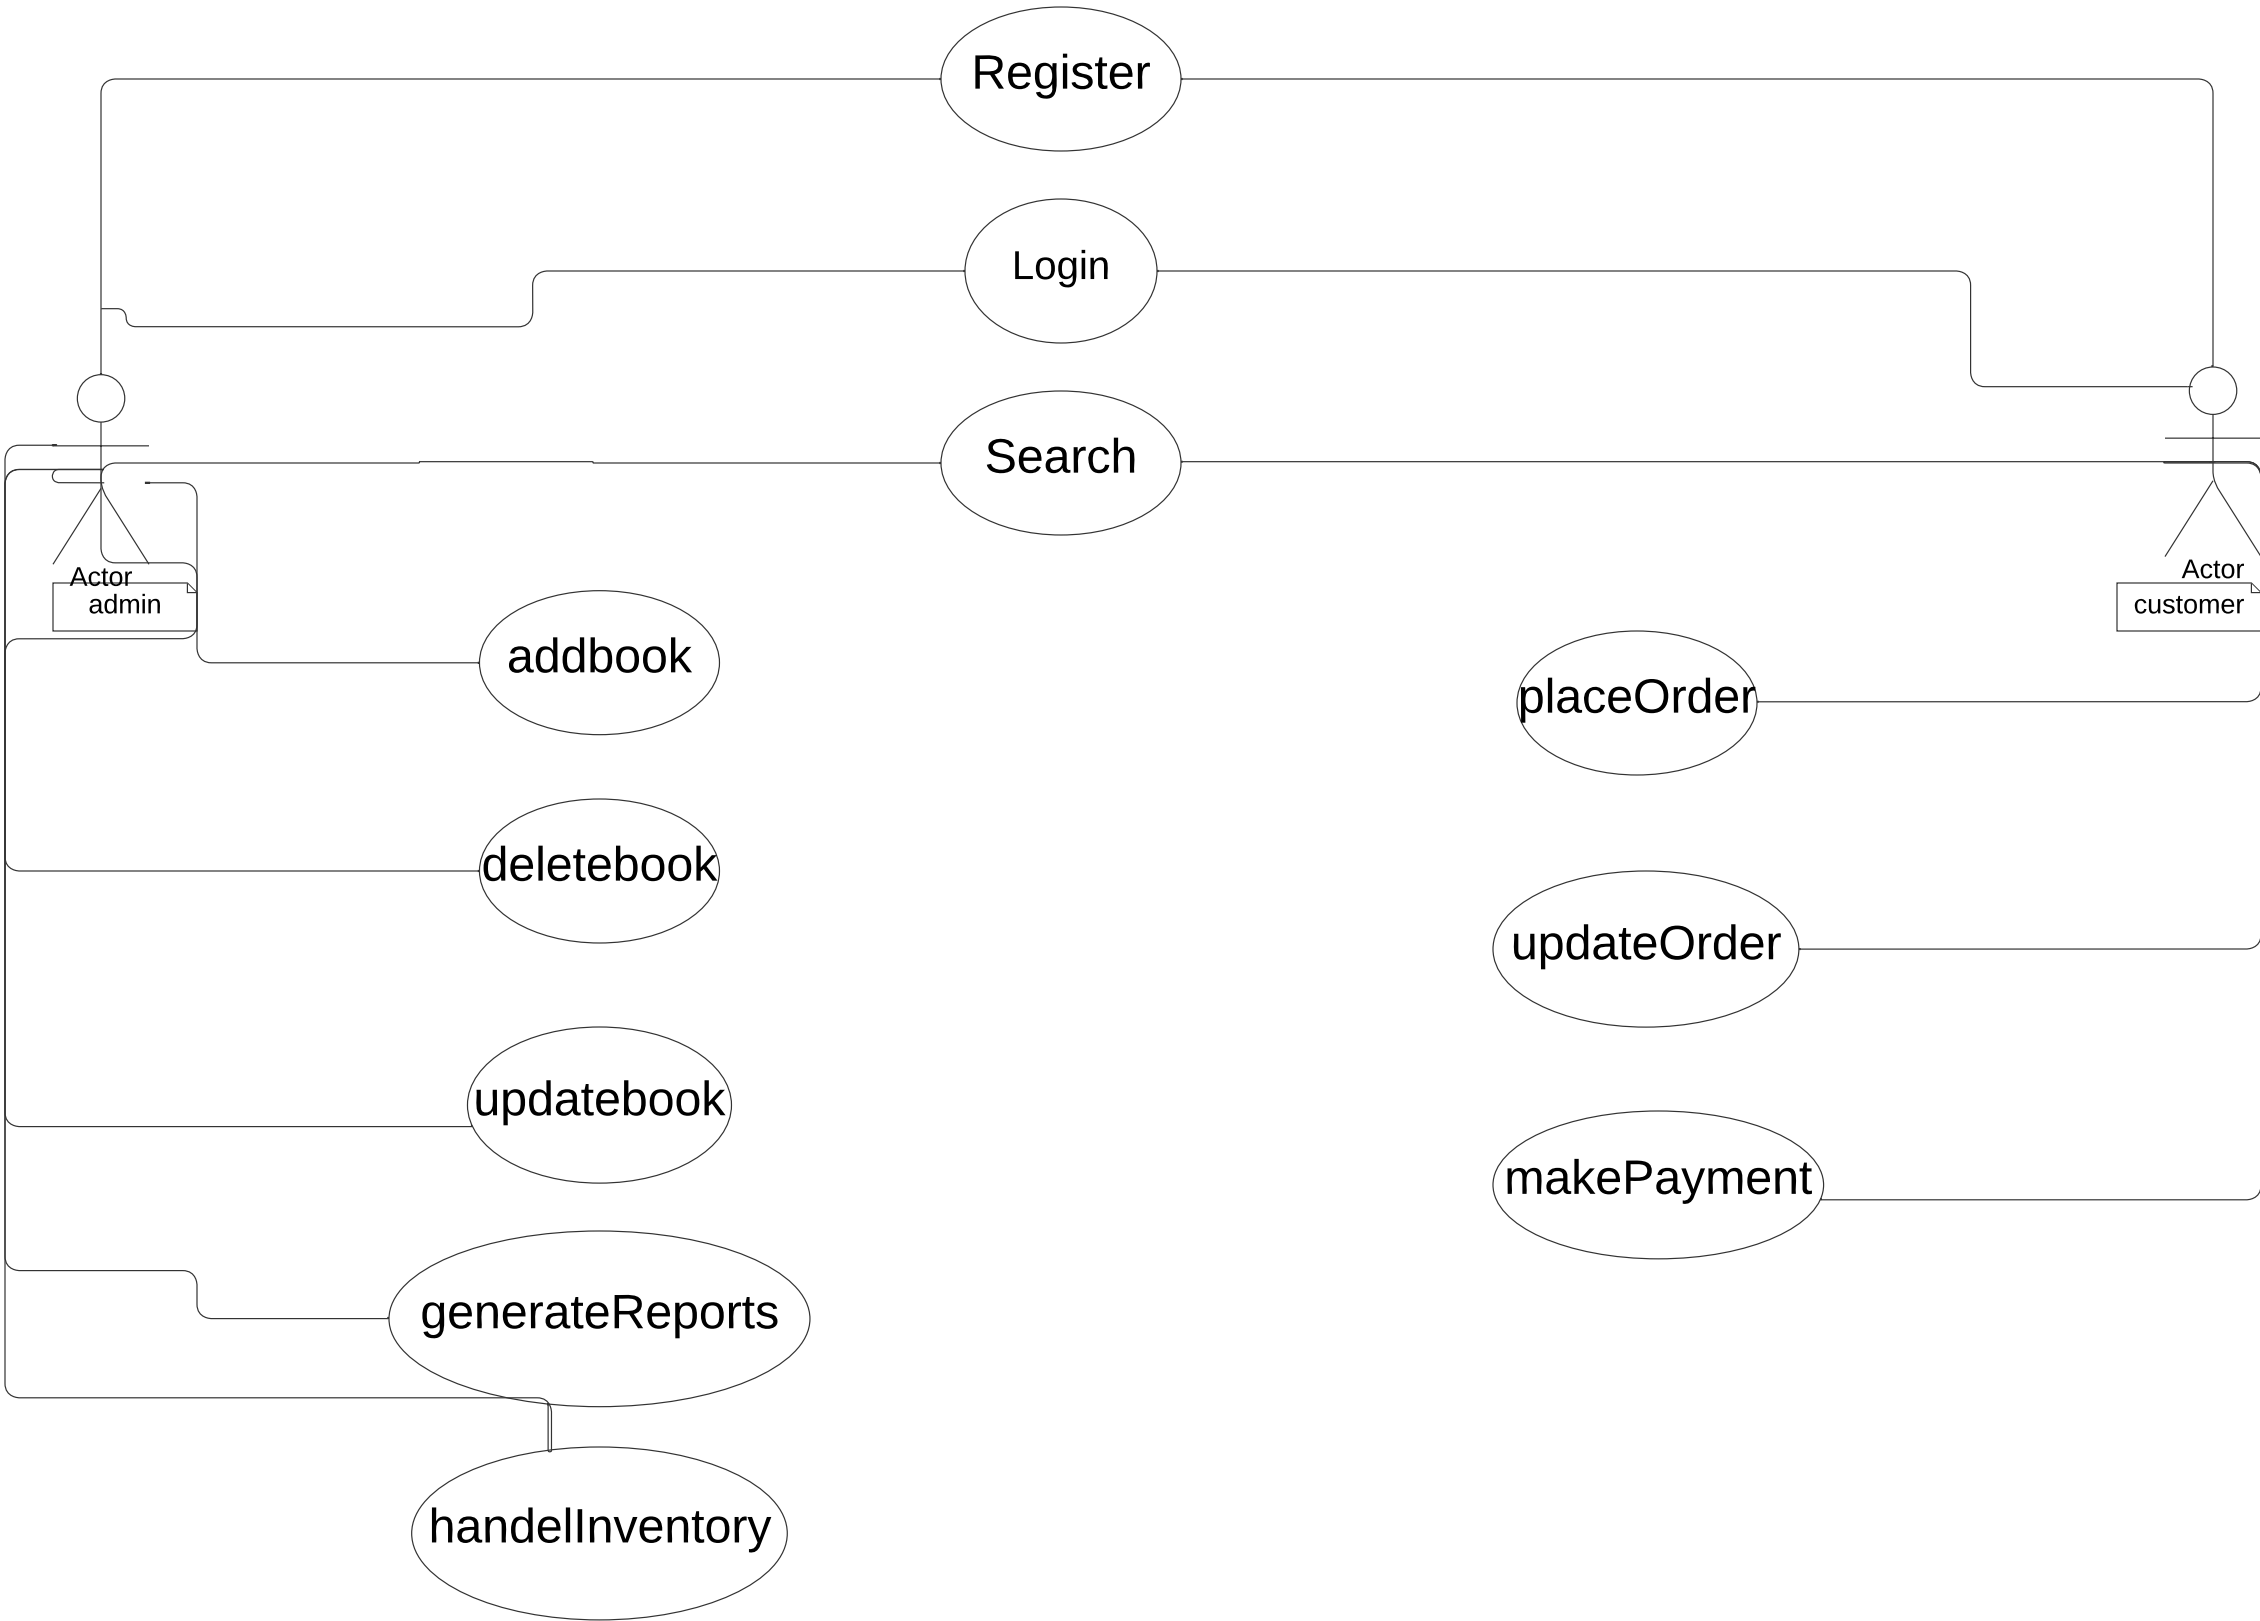 Register
Login
Search
Actor
admin
Actor
customer
addbook
placeOrder
deletebook
updateOrder
updatebook
makePayment
generateReports
handelInventory